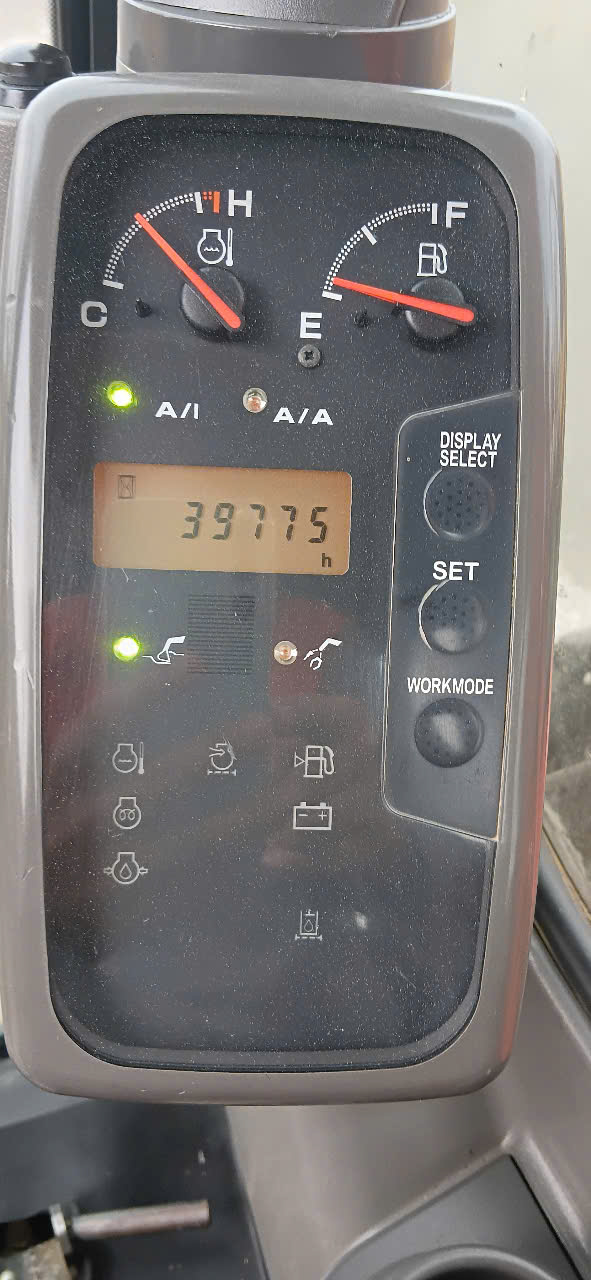 H
F
C
E
A/I
A/A
DISPLAY
SELECT
39775
h
SET
WORKMODE